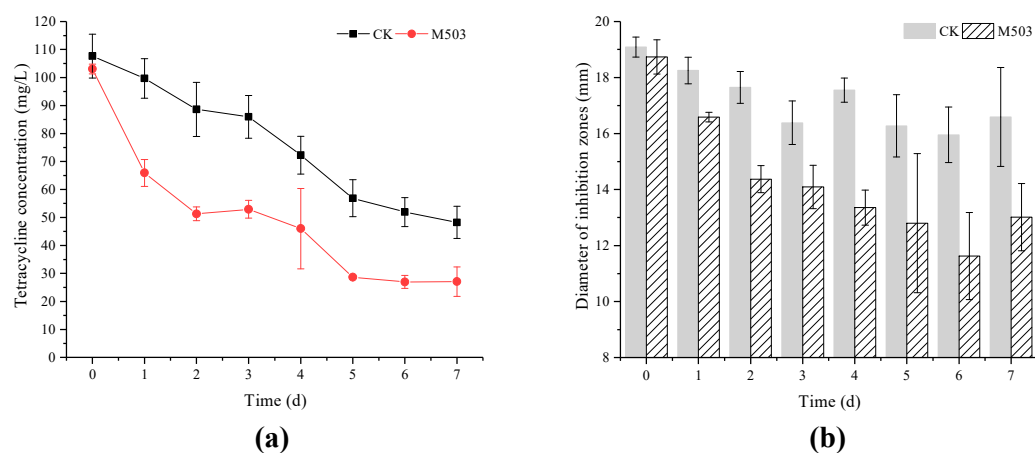 CK
M503
Tetracycline concentration (mg/L)
120
110
100
90
80
70
60
50
40
30
20
10
0
0 1 2 3 4 5 6 7
Time (d)
(a)
CK
M503
Diameter of inhibition zones (mm)
20
18
16
14
12
10
8
0 1 2 3 4 5 6 7
Time (d)
(b)